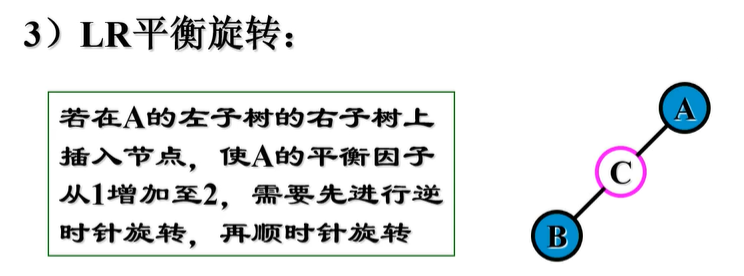 3）LR平衡旋转：
若在A的左子树的右子树上
插入节点，使A的平衡因子
从1增加至2，需要先进行逆
时针旋转，再顺时针旋转
A
C
B